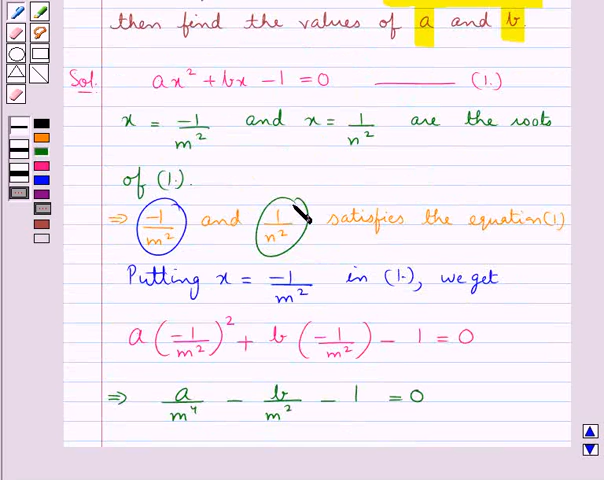 then find the values of a and b
Sol. ax² + bx - 1 = 0 ——— (1.)
x = -1/m² and x = 1/n² are the roots
of (1.)
⇒ -1/m² and 1/n² satisfies the equation(1)
Putting x = -1/m² in (1.), we get
a(-1/m²)² + b(-1/m²) - 1 = 0
⇒ a/m⁴ - b/m² - 1 = 0